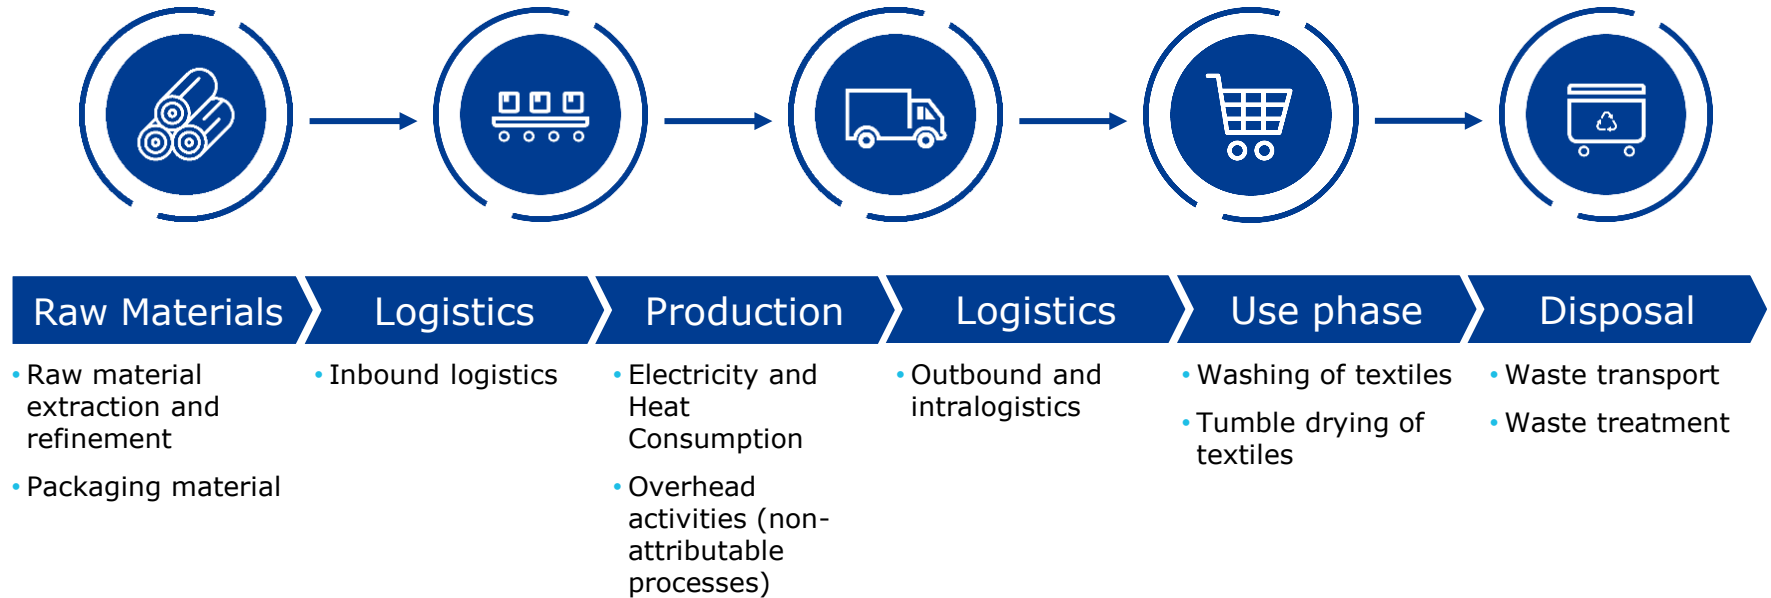 Raw Materials
Logistics
Production
Logistics
Use phase
Disposal
• Raw material
extraction and
refinement
• Packaging material
• Inbound logistics
• Electricity and
Heat
Consumption
• Overhead
activities (non-
attributable
processes)
• Outbound and
intralogistics
• Washing of textiles
• Tumble drying of
textiles
• Waste transport
• Waste treatment